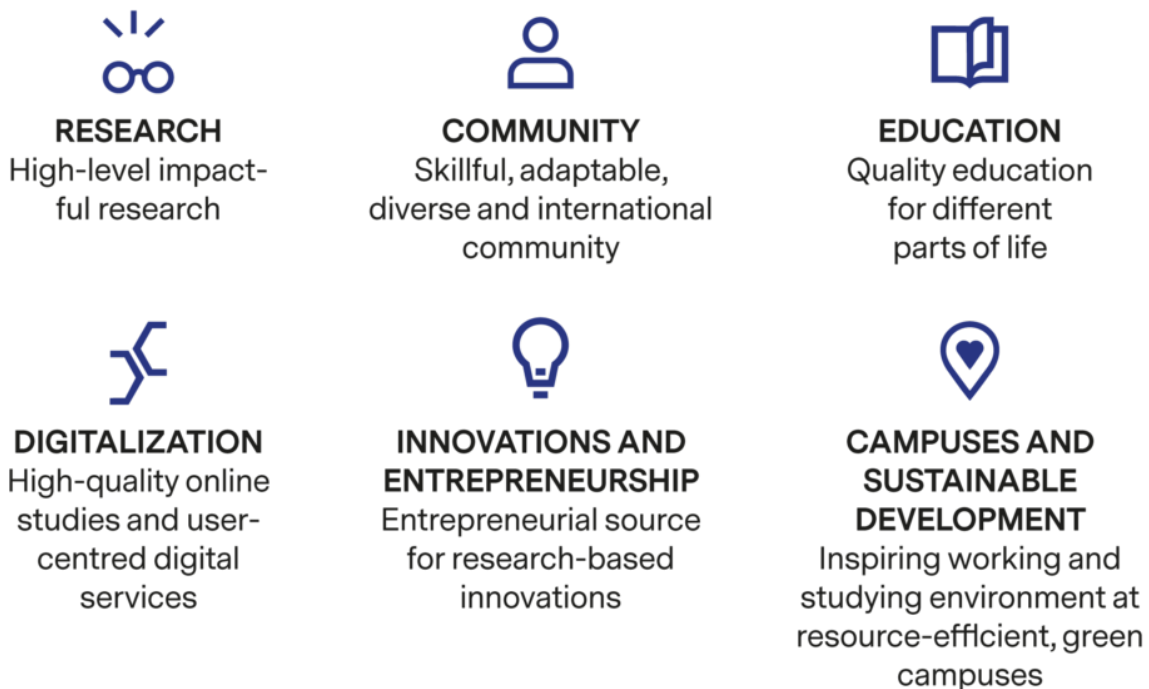 RESEARCH
High-level impact-
ful research
COMMUNITY
Skillful, adaptable,
diverse and international
community
EDUCATION
Quality education
for different
parts of life
DIGITALIZATION
High-quality online
studies and user-
centred digital
services
INNOVATIONS AND
ENTREPRENEURSHIP
Entrepreneurial source
for research-based
innovations
CAMPUSES AND
SUSTAINABLE
DEVELOPMENT
Inspiring working and
studying environment at
resource-efficient, green
campuses